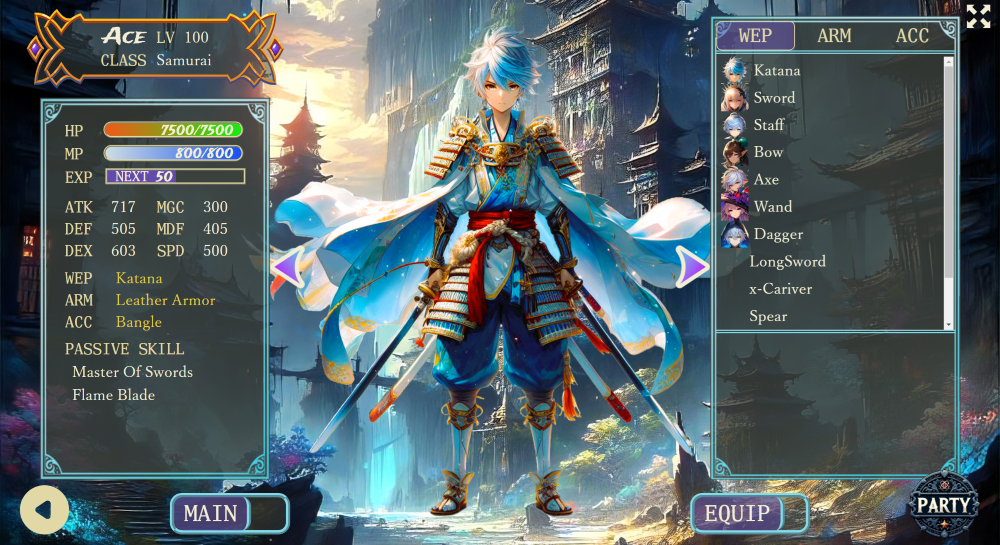 ACE LV 100
CLASS Samurai
HP 7500/7500
MP 800/800
EXP NEXT 50
ATK 717 MGC 300
DEF 505 MDF 405
DEX 603 SPD 500
WEP Katana
ARM Leather Armor
ACC Bangle
PASSIVE SKILL
Master Of Swords
Flame Blade
MAIN
WEP ARM ACC
Katana
Sword
Staff
Bow
Axe
Wand
Dagger
LongSword
x-Cariver
Spear
EQUIP
PARTY